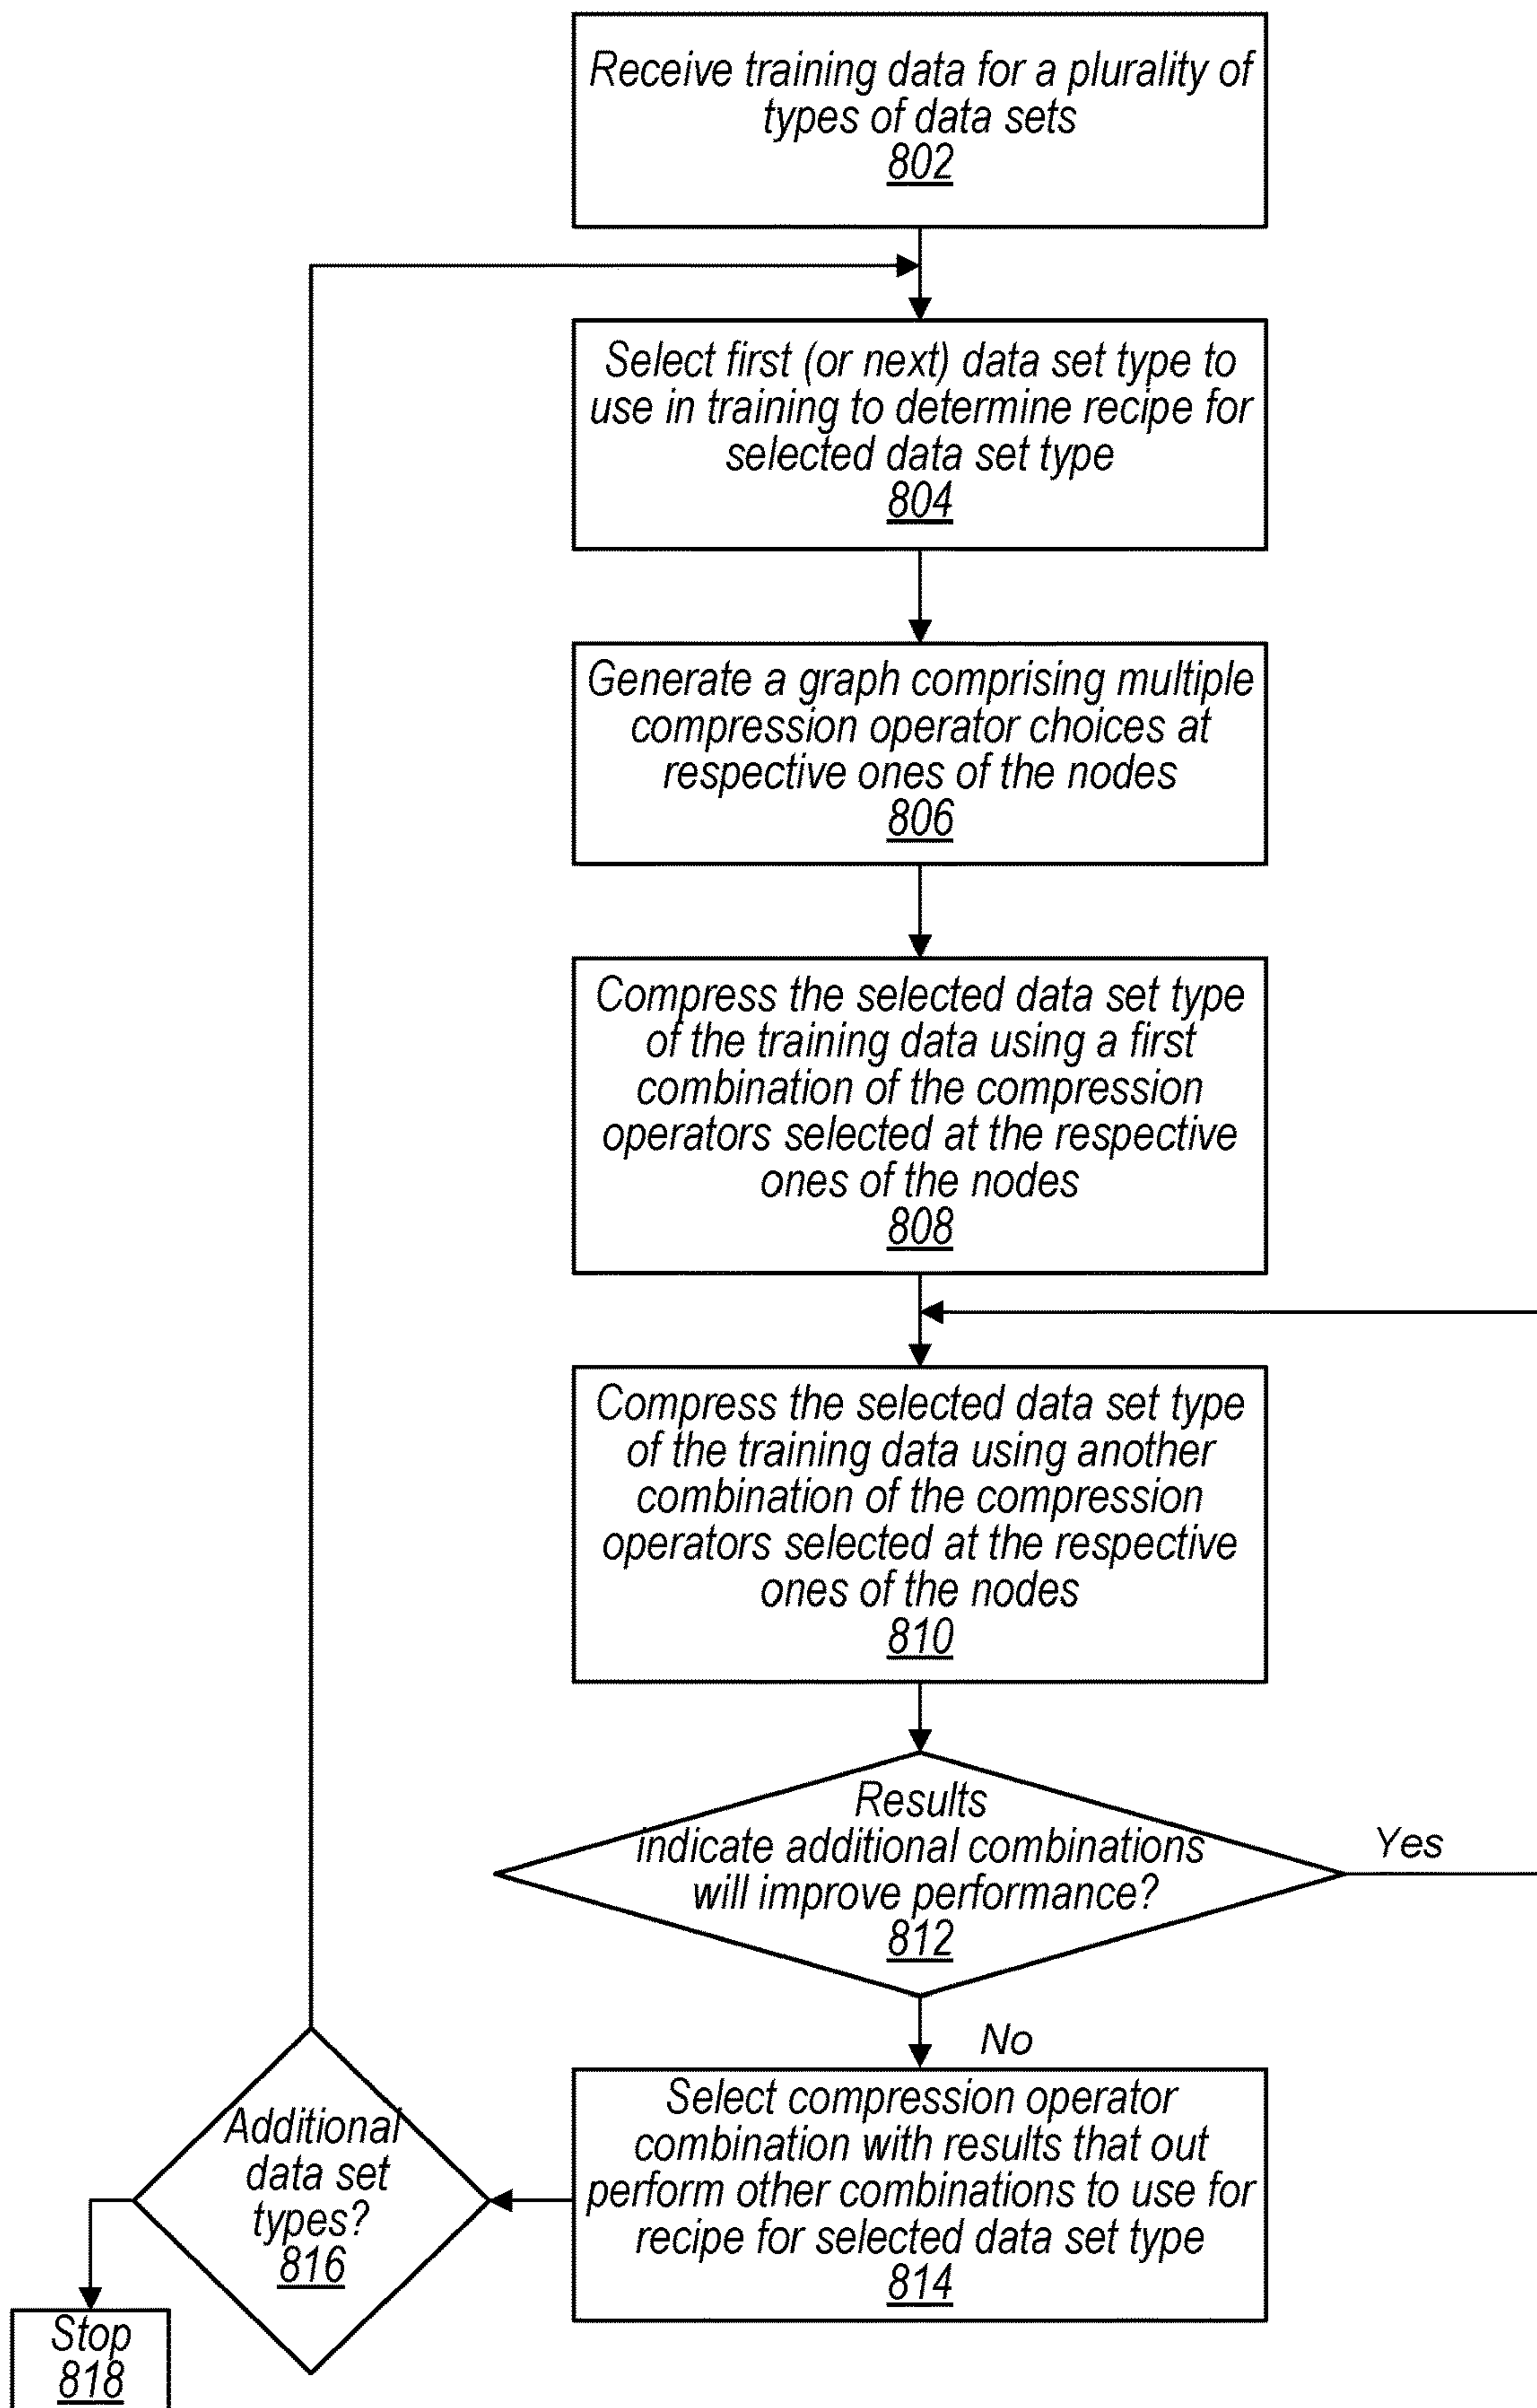 Receive training data for a plurality of
types of data sets
802
Select first (or next) data set type to
use in training to determine recipe for
selected data set type
804
Generate a graph comprising multiple
compression operator choices at
respective ones of the nodes
806
Compress the selected data set type
of the training data using a first
combination of the compression
operators selected at the respective
ones of the nodes
808
Compress the selected data set type
of the training data using another
combination of the compression
operators selected at the respective
ones of the nodes
810
Results
indicate additional combinations
will improve performance?
812
Yes
No
Select compression operator
combination with results that out
perform other combinations to use for
recipe for selected data set type
814
Additional
data set
types?
816
Stop
818